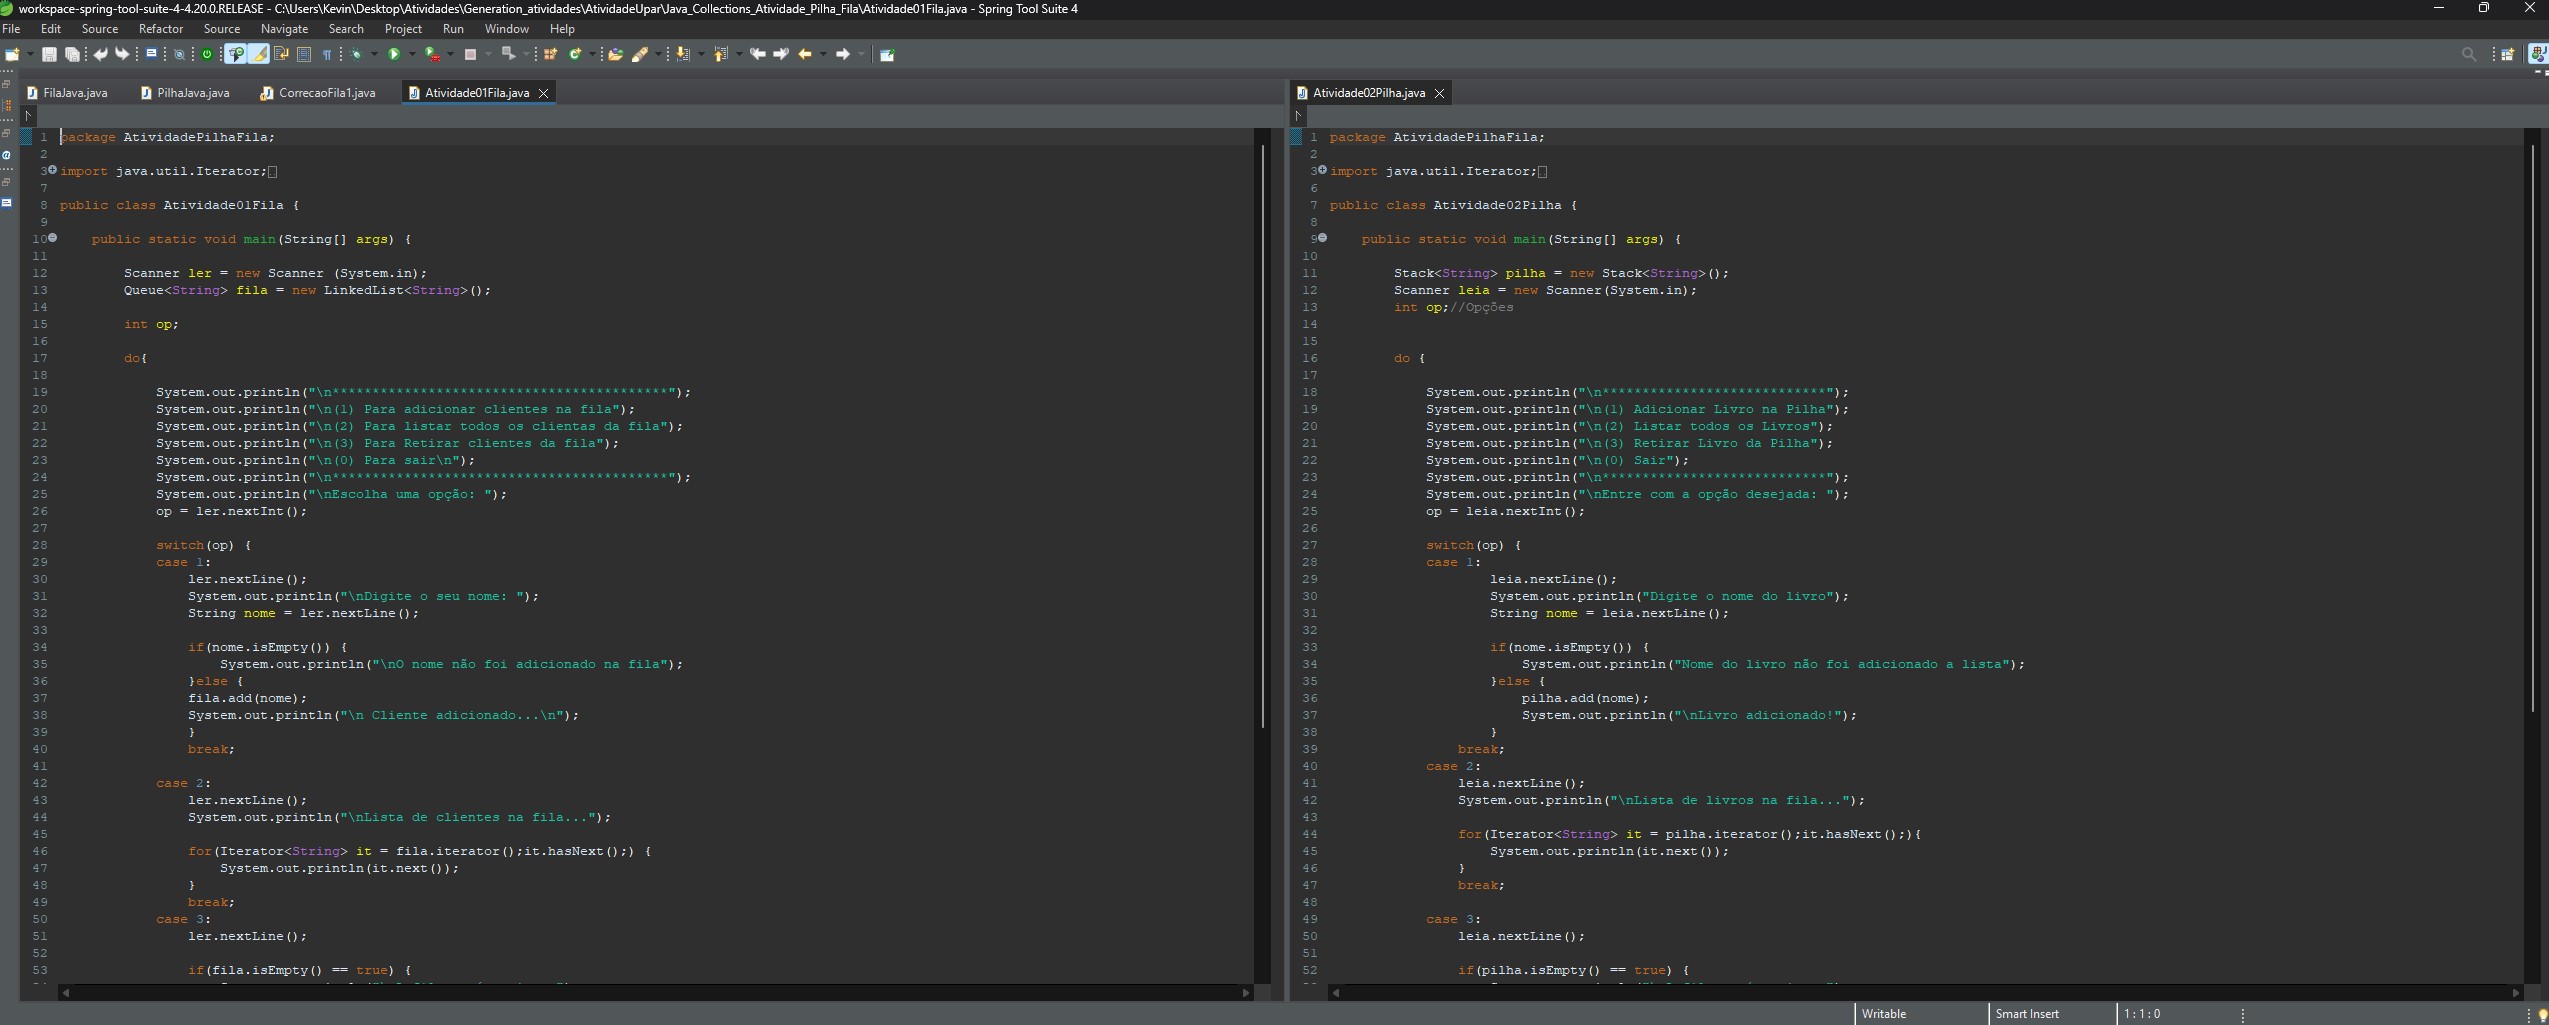 workspace-spring-tool-suite-4-4.20.0.RELEASE - C:\Users\Kevin\Desktop\Atividades\Generation_atividades\AtividadeUpar\Java_Collections_Atividade_Pilha_Fila\Atividade01Fila.java - Spring Tool Suite 4
File Edit Source Refactor Source Navigate Search Project Run Window Help
FilaJava.java PilhaJava.java CorrecaoFila1.java Atividade01Fila.java
1 package AtividadePilhaFila;
2
3 import java.util.Iterator;
7
8 public class Atividade01Fila {
9
10 public static void main(String[] args) {
11
12 Scanner ler = new Scanner (System.in);
13 Queue<String> fila = new LinkedList<String>();
14
15 int op;
16
17 do{
18
19 System.out.println("\n******************************************");
20 System.out.println("\n(1) Para adicionar clientes na fila");
21 System.out.println("\n(2) Para listar todos os clientas da fila");
22 System.out.println("\n(3) Para Retirar clientes da fila");
23 System.out.println("\n(0) Para sair\n");
24 System.out.println("\n******************************************");
25 System.out.println("\nEscolha uma opção: ");
26 op = ler.nextInt();
27
28 switch(op) {
29 case 1:
30 ler.nextLine();
31 System.out.println("\nDigite o seu nome: ");
32 String nome = ler.nextLine();
33
34 if(nome.isEmpty()) {
35 System.out.println("\nO nome não foi adicionado na fila");
36 }else {
37 fila.add(nome);
38 System.out.println("\n Cliente adicionado...\n");
39 }
40 break;
41
42 case 2:
43 ler.nextLine();
44 System.out.println("\nLista de clientes na fila...");
45
46 for(Iterator<String> it = fila.iterator();it.hasNext();) {
47 System.out.println(it.next());
48 }
49 break;
50 case 3:
51 ler.nextLine();
52
53 if(fila.isEmpty() == true) {
Atividade02Pilha.java
1 package AtividadePilhaFila;
2
3 import java.util.Iterator;
6
7 public class Atividade02Pilha {
8
9 public static void main(String[] args) {
10
11 Stack<String> pilha = new Stack<String>();
12 Scanner leia = new Scanner(System.in);
13 int op;//Opções
14
15
16 do {
17
18 System.out.println("\n****************************");
19 System.out.println("\n(1) Adicionar Livro na Pilha");
20 System.out.println("\n(2) Listar todos os Livros");
21 System.out.println("\n(3) Retirar Livro da Pilha");
22 System.out.println("\n(0) Sair");
23 System.out.println("\n****************************");
24 System.out.println("\nEntre com a opção desejada: ");
25 op = leia.nextInt();
26
27 switch(op) {
28 case 1:
29 leia.nextLine();
30 System.out.println("Digite o nome do livro");
31 String nome = leia.nextLine();
32
33 if(nome.isEmpty()) {
34 System.out.println("Nome do livro não foi adicionado a lista");
35 }else {
36 pilha.add(nome);
37 System.out.println("\nLivro adicionado!");
38 }
39 break;
40 case 2:
41 leia.nextLine();
42 System.out.println("\nLista de livros na fila...");
43
44 for(Iterator<String> it = pilha.iterator();it.hasNext();){
45 System.out.println(it.next());
46 }
47 break;
48
49 case 3:
50 leia.nextLine();
51
52 if(pilha.isEmpty() == true) {
Writable Smart Insert 1:1:0